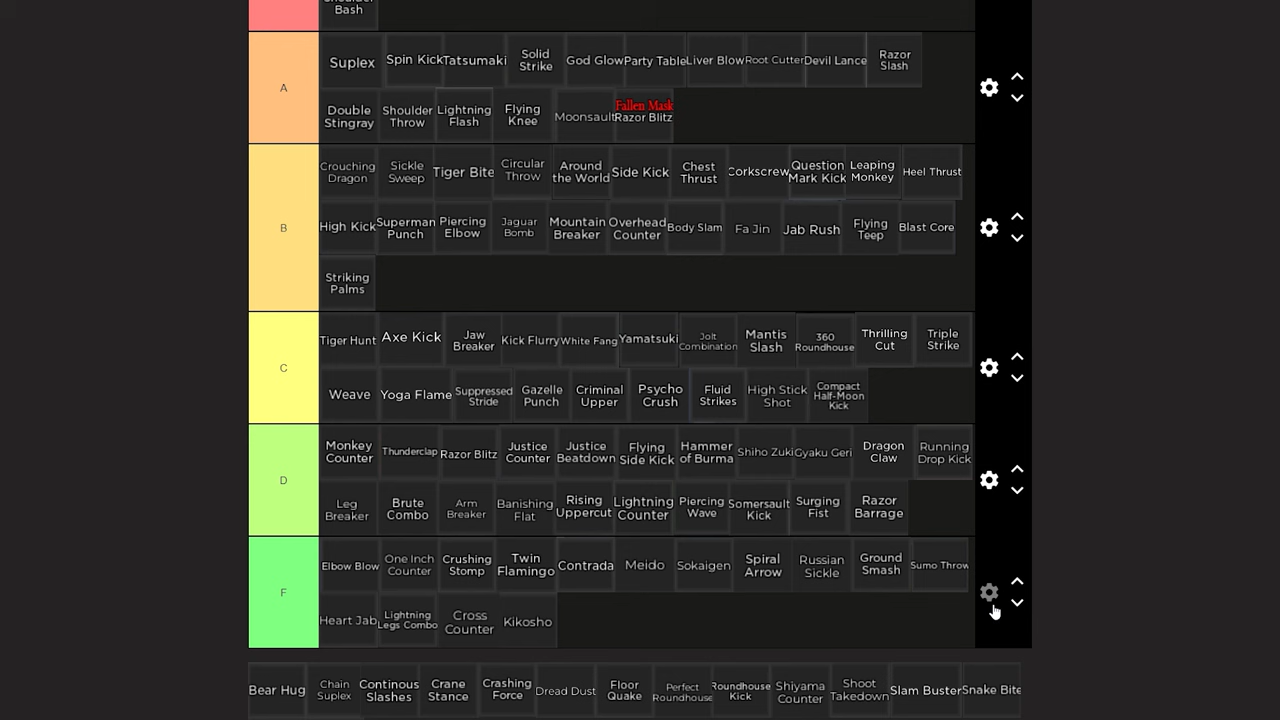 Shoulder
Bash
A
Suplex Spin Kick Tatsumaki Solid Strike God Glow Party Table Liver Blow Root Cutter Devil Lance Razor Slash
Double Stingray Shoulder Throw Lightning Flash Flying Knee Moonsault Fallen Mask Razor Blitz
B
Crouching Dragon Sickle Sweep Tiger Bite Circular Throw Around the World Side Kick Chest Thrust Corkscrew Question Mark Kick Leaping Monkey Heel Thrust
High Kick Superman Punch Piercing Elbow Jaguar Bomb Mountain Breaker Overhead Counter Body Slam Fa Jin Jab Rush Flying Teep Blast Core
Striking Palms
C
Tiger Hunt Axe Kick Jaw Breaker Kick Flurry White Fang Yamatsuki Jolt Combination Mantis Slash 360 Roundhouse Thrilling Cut Triple Strike
Weave Yoga Flame Suppressed Stride Gazelle Punch Criminal Upper Psycho Crush Fluid Strikes High Stick Shot Compact Half-Moon Kick
D
Monkey Counter Thunderclap Razor Blitz Justice Counter Justice Beatdown Flying Side Kick Hammer of Burma Shiho Zuki Gyaku Geri Dragon Claw Running Drop Kick
Leg Breaker Brute Combo Arm Breaker Banishing Flat Rising Uppercut Lightning Counter Piercing Wave Somersault Kick Surging Fist Razor Barrage
F
Elbow Blow One Inch Counter Crushing Stomp Twin Flamingo Contrada Meido Sokaigen Spiral Arrow Russian Sickle Ground Smash Sumo Throw
Heart Jab Lightning Legs Combo Cross Counter Kikosho
Bear Hug Chain Suplex Continous Slashes Crane Stance Crashing Force Dread Dust Floor Quake Perfect Roundhouse Roundhouse Kick Shiyama Counter Shoot Takedown Slam Buster Snake Bite